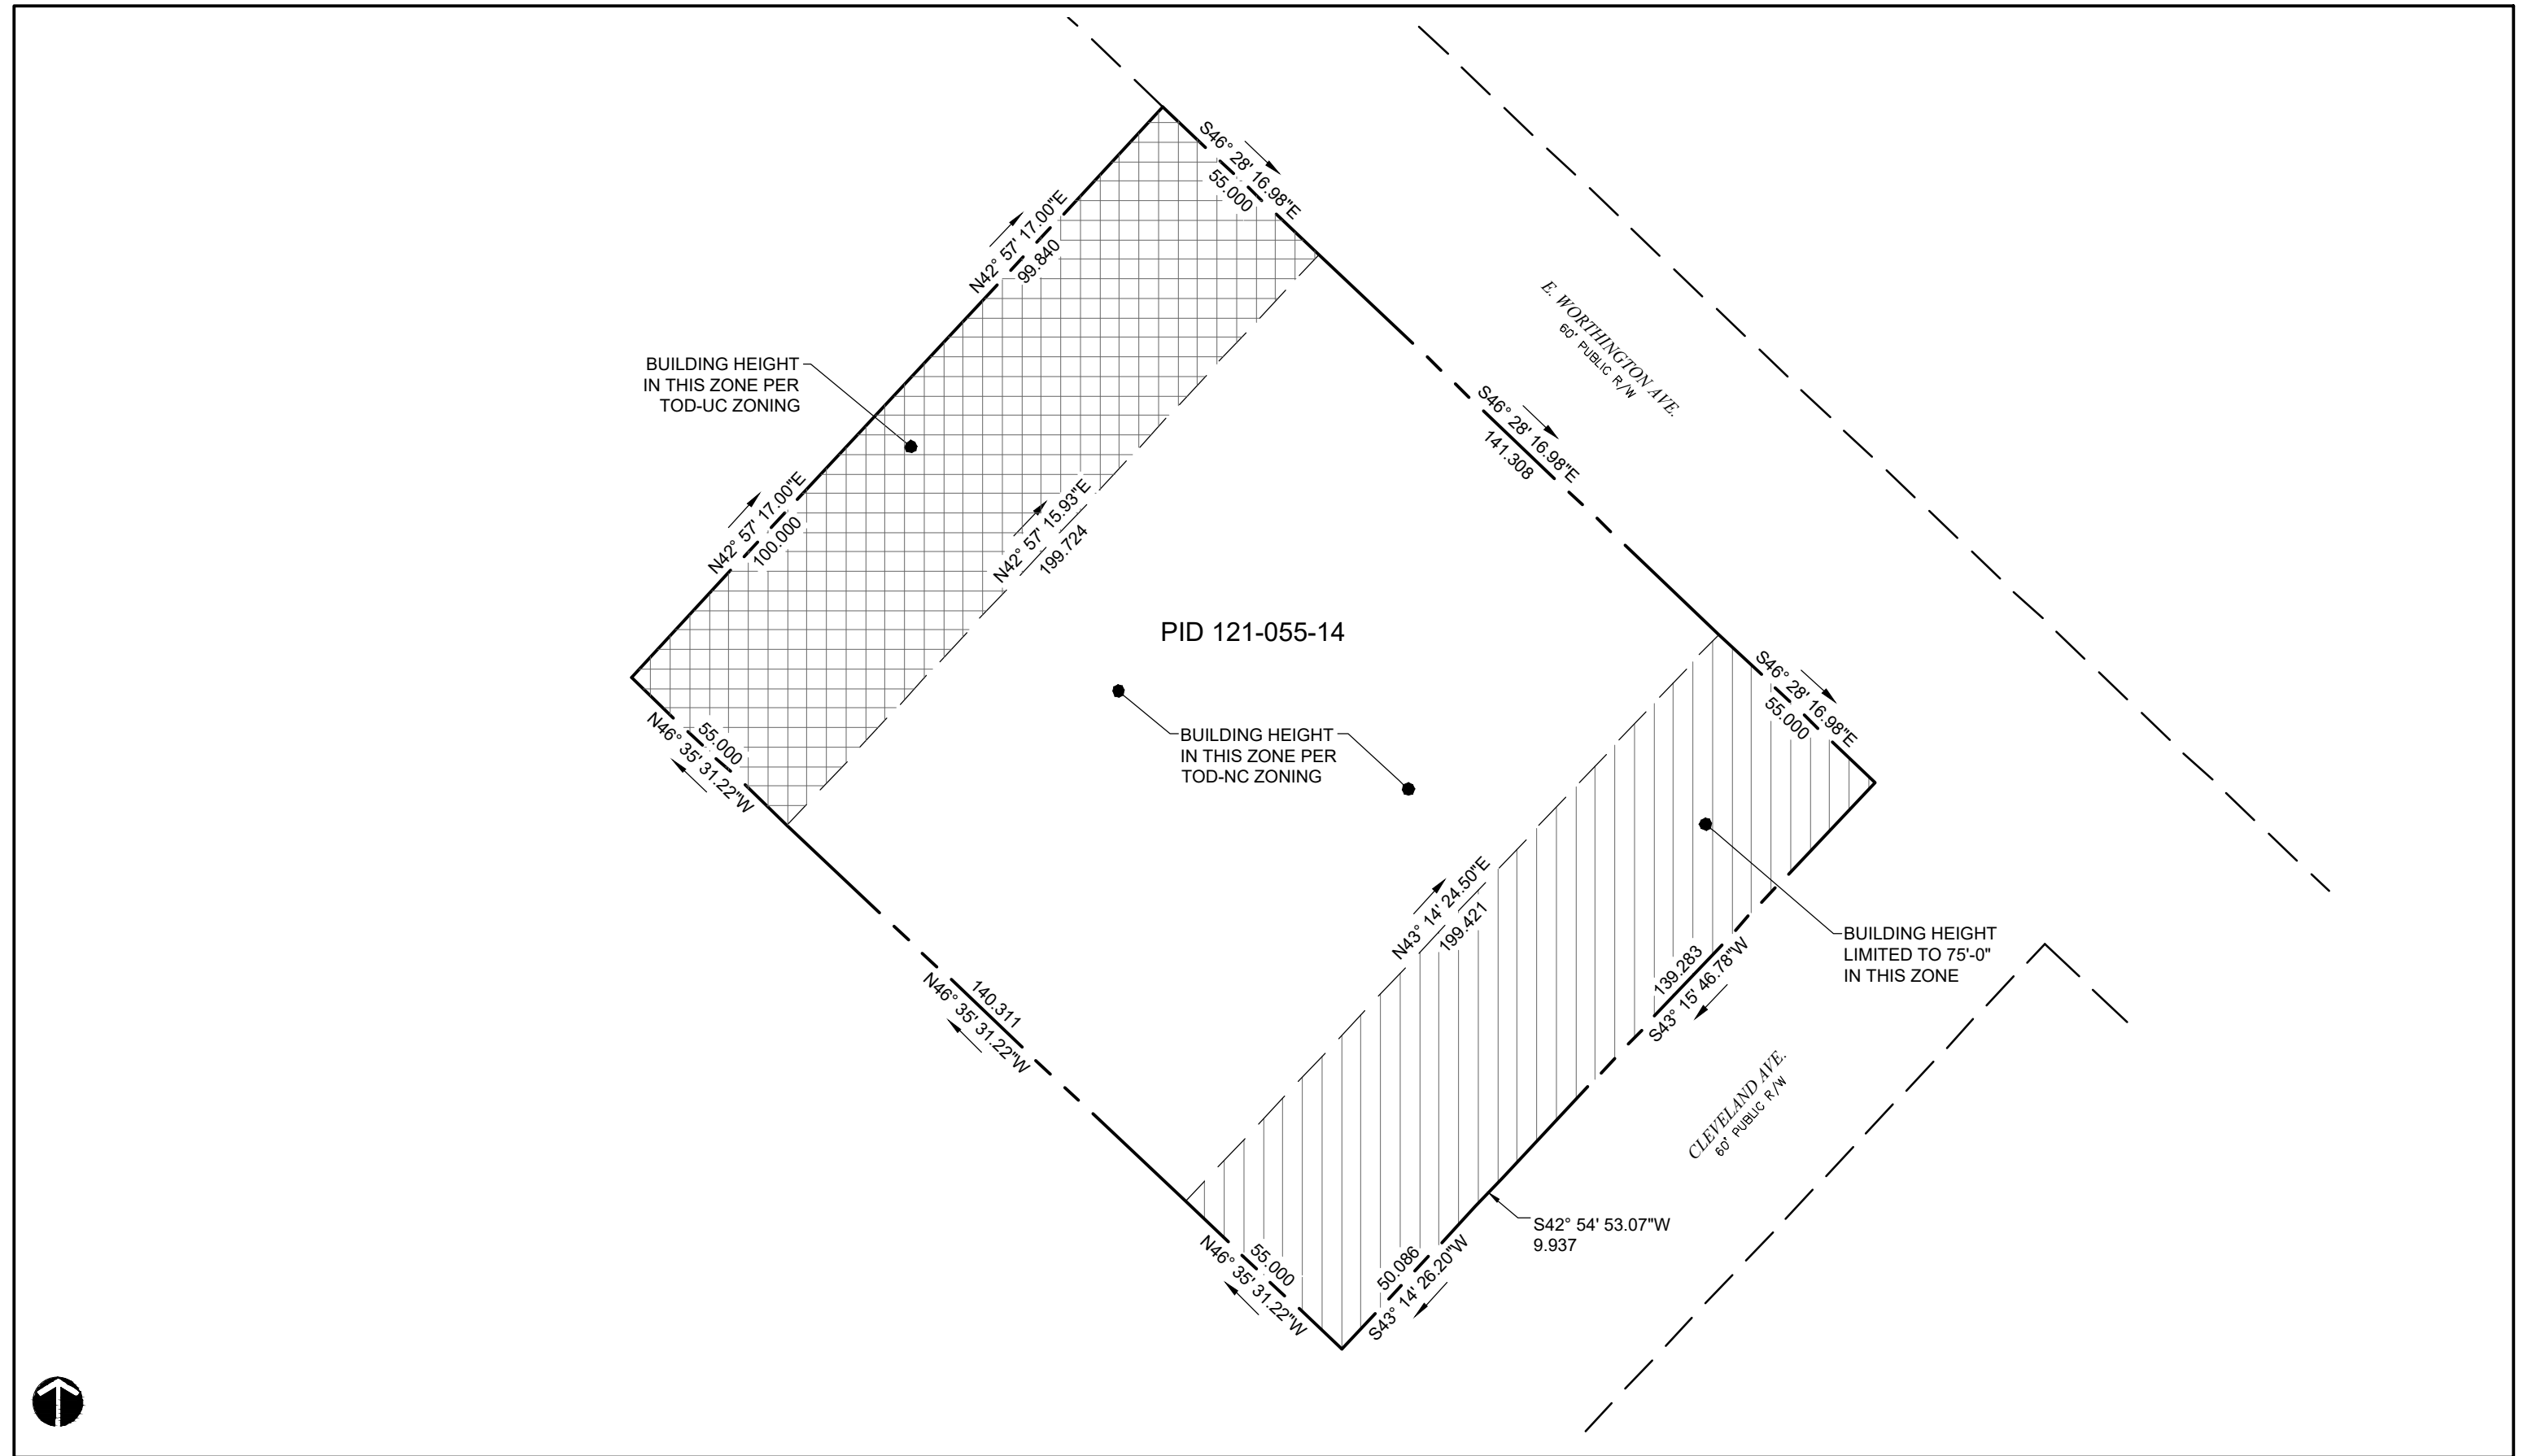 S46° 28' 16.98"E
55.000
N42° 57' 17.00"E
99.840
E. WORTHINGTON AVE.
60' PUBLIC R/W
BUILDING HEIGHT
IN THIS ZONE PER
TOD-UC ZONING
S46° 28' 16.98"E
141.308
N42° 57' 17.00"E
100.000
N42° 57' 15.93"E
199.724
PID 121-055-14
S46° 28' 16.98"E
55.000
55.000
N46° 35' 31.22"W
BUILDING HEIGHT
IN THIS ZONE PER
TOD-NC ZONING
N43° 14' 24.50"E
199.421
BUILDING HEIGHT
LIMITED TO 75'-0"
IN THIS ZONE
139.283
S43° 15' 46.78"W
140.311
N46° 35' 31.22"W
CLEVELAND AVE.
60' PUBLIC R/W
S42° 54' 53.07"W
9.937
55.000
N46° 35' 31.22"W
50.086
S43° 14' 26.20"W